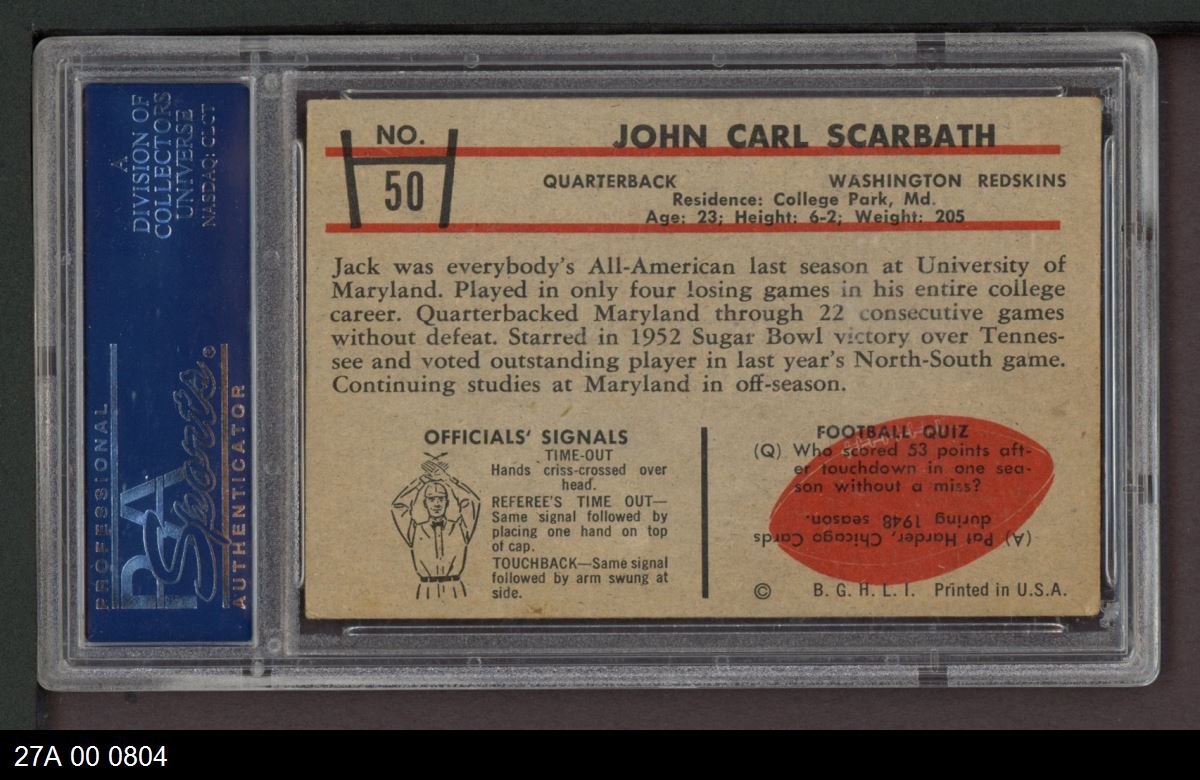 A
DIVISION OF
COLLECTORS
UNIVERSE
NASDAQ: CLCT
PROFESSIONAL
PSA
Sports®
AUTHENTICATOR
NO.
50
JOHN CARL SCARBATH
QUARTERBACK WASHINGTON REDSKINS
Residence: College Park, Md.
Age: 23; Height: 6-2; Weight: 205
Jack was everybody's All-American last season at University of
Maryland. Played in only four losing games in his entire college
career. Quarterbacked Maryland through 22 consecutive games
without defeat. Starred in 1952 Sugar Bowl victory over Tennes-
see and voted outstanding player in last year's North-South game.
Continuing studies at Maryland in off-season.
OFFICIALS' SIGNALS
TIME-OUT
Hands criss-crossed over
head.
REFEREE'S TIME OUT—
Same signal followed by
placing one hand on top
of cap.
TOUCHBACK—Same signal
followed by arm swung at
side.
FOOTBALL QUIZ
(Q) Who scored 53 points aft-
er touchdown in one sea-
son without a miss?
(A) Pat Harder, Chicago Cards
during 1948 season.
© B. G. H. L. I. Printed in U.S.A.
27A 00 0804